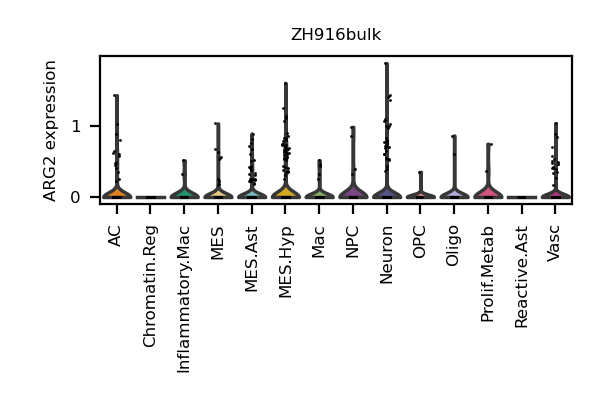 ZH916bulk
ARG2 expression
1
0
AC
Chromatin.Reg
Inflammatory.Mac
MES
MES.Ast
MES.Hyp
Mac
NPC
Neuron
OPC
Oligo
Prolif.Metab
Reactive.Ast
Vasc